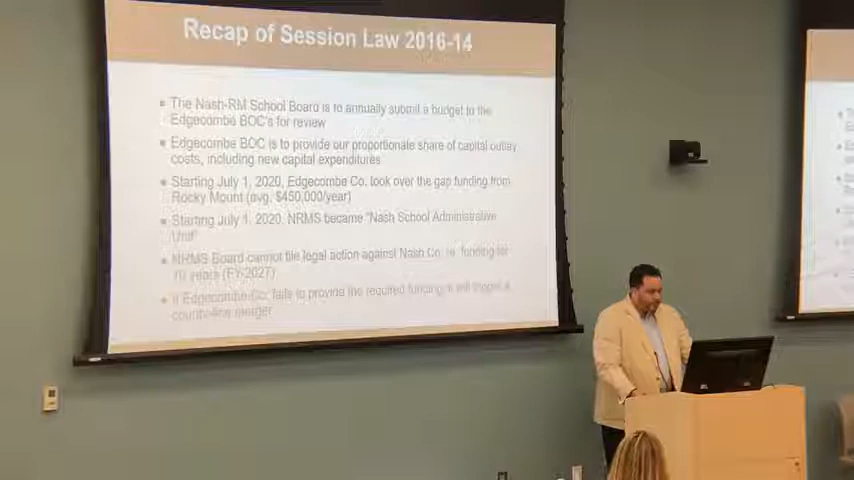 Recap of Session Law 2016-14
▪ The Nash-RM School Board is to annually submit a budget to the
Edgecombe BOC's for review
▪ Edgecombe BOC is to provide our proportionate share of capital outlay
costs, including new capital expenditures
▪ Starting July 1, 2020, Edgecombe Co. took over the gap funding from
Rocky Mount (avg. $450,000/year)
▪ Starting July 1, 2020, NRMS became "Nash School Administrative
Unit"
▪ NRMS Board cannot file legal action against Nash Co. re: funding for
10 years (FY2027)
▪ If Edgecombe Co. fails to provide the required funding, it will trigger a
county-line merger